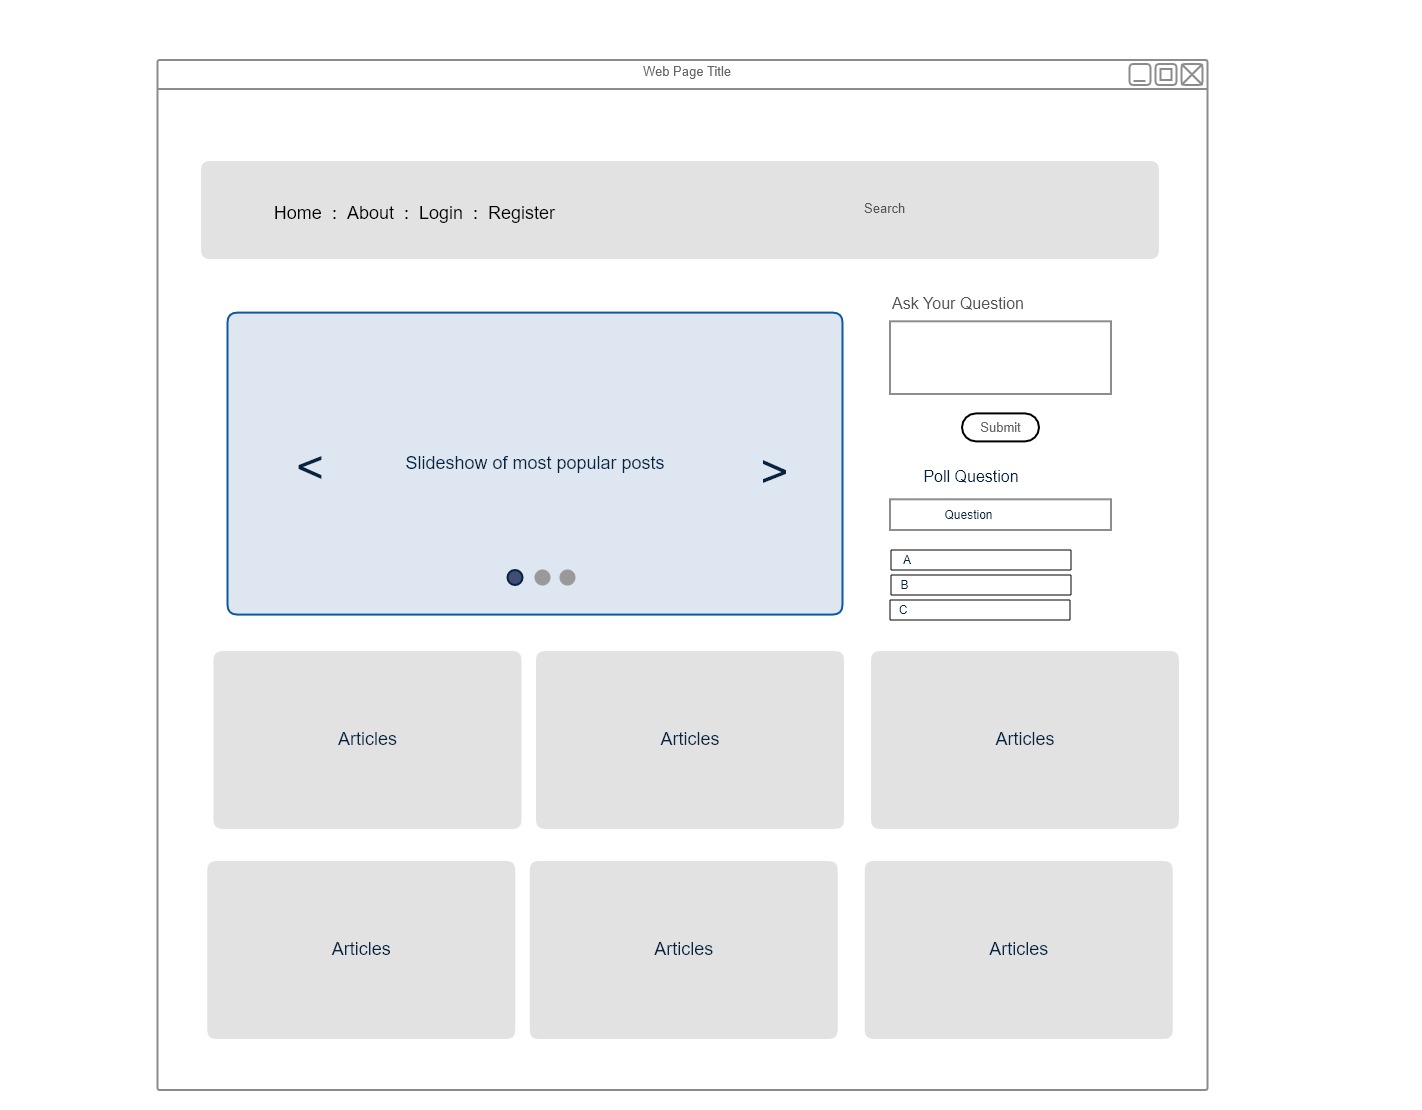 Web Page Title
Home : About : Login : Register
Search
Ask Your Question
Submit
< Slideshow of most popular posts >
Poll Question
Question
A
B
C
Articles
Articles
Articles
Articles
Articles
Articles